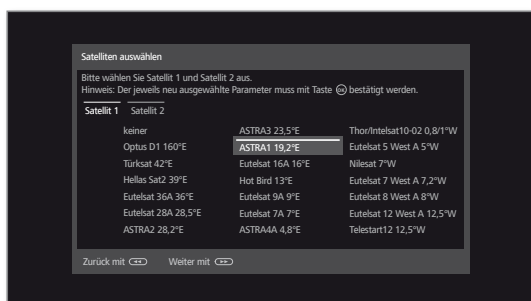 Satelliten auswählen
Bitte wählen Sie Satellit 1 und Satellit 2 aus.
Hinweis: Der jeweils neu ausgewählte Parameter muss mit Taste OK bestätigt werden.
Satellit 1 Satellit 2
keiner ASTRA3 23,5°E Thor/Intelsat10-02 0,8/1°W
Optus D1 160°E ASTRA1 19,2°E Eutelsat 5 West A 5°W
Türksat 42°E Eutelsat 16A 16°E Nilesat 7°W
Hellas Sat2 39°E Hot Bird 13°E Eutelsat 7 West A 7,2°W
Eutelsat 36A 36°E Eutelsat 9A 9°E Eutelsat 8 West A 8°W
Eutelsat 28A 28,5°E Eutelsat 7A 7°E Eutelsat 12 West A 12,5°W
ASTRA2 28,2°E ASTRA4A 4,8°E Telestart12 12,5°W
Zurück mit Weiter mit